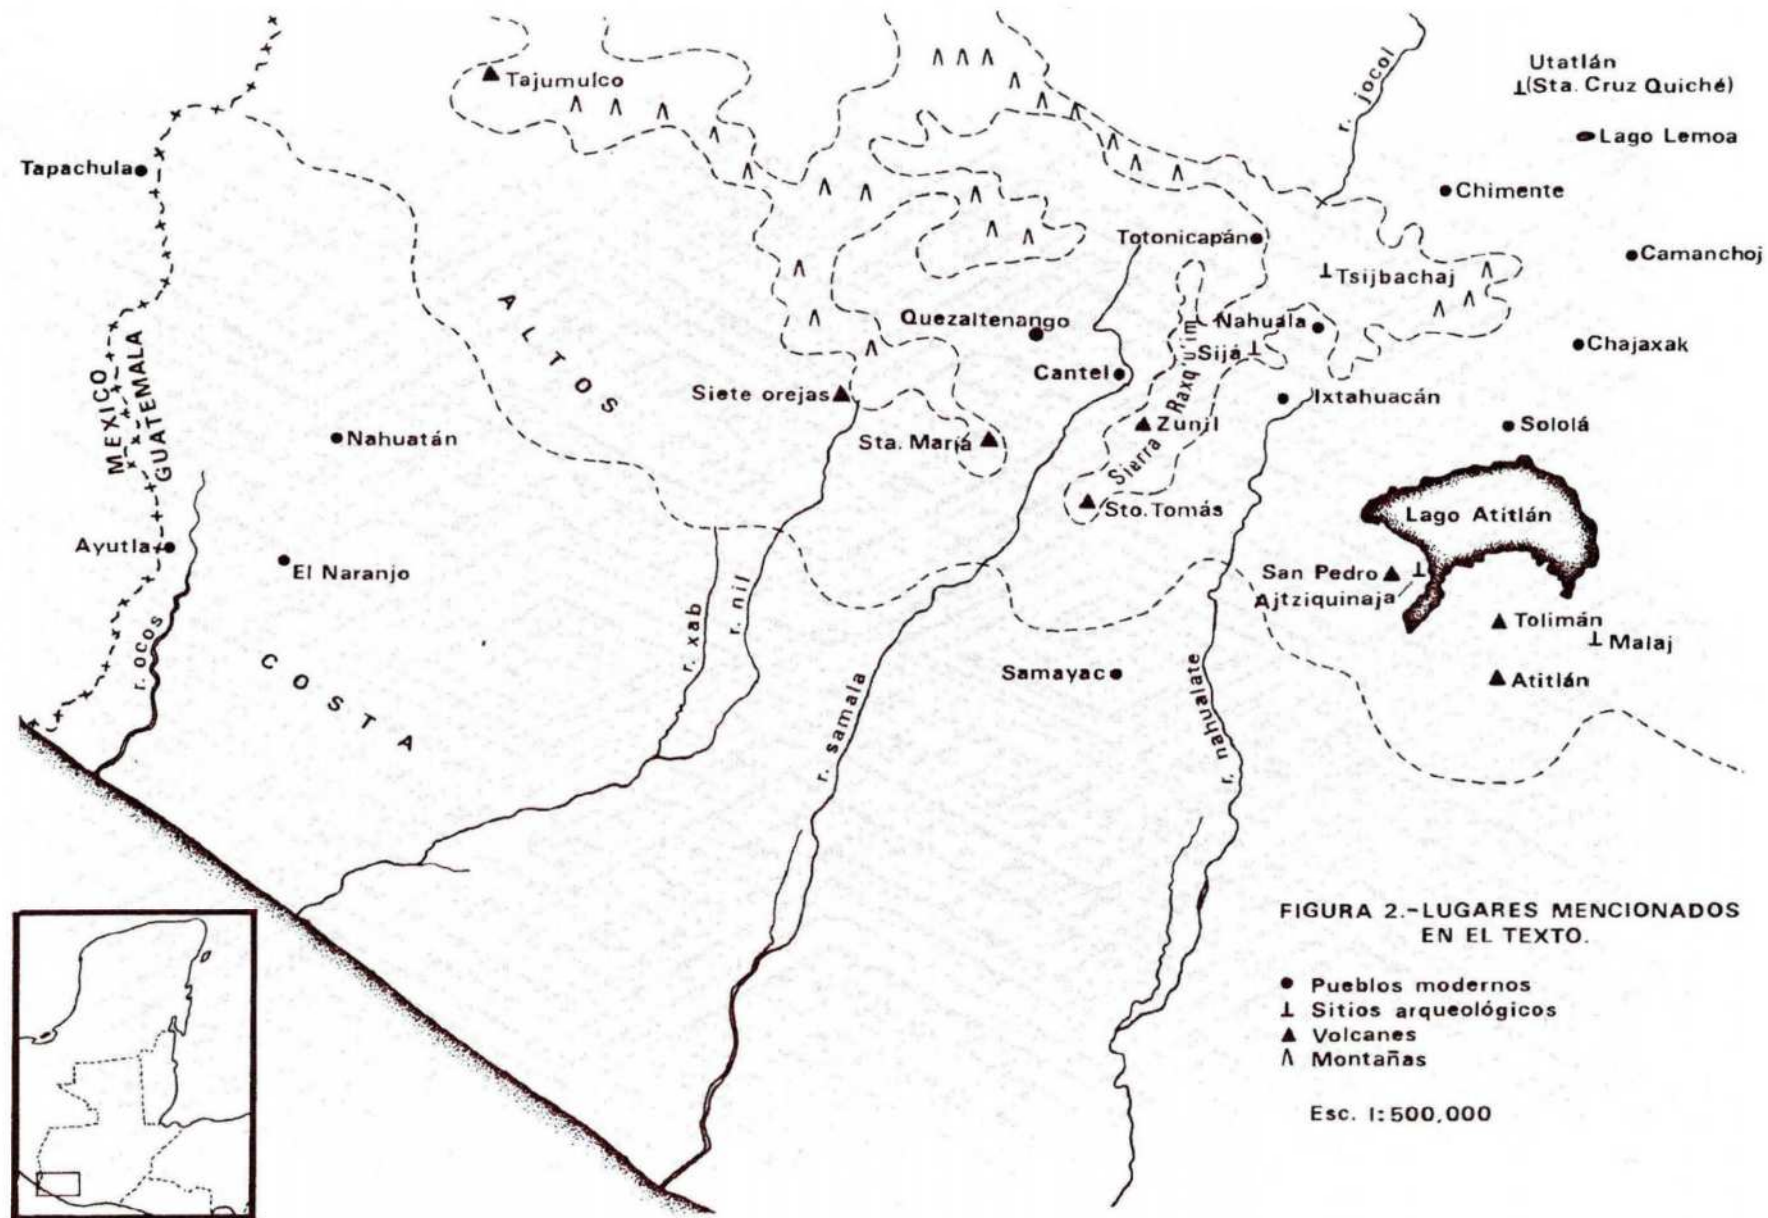 Tajumulco
r. jocol
Utatlán
(Sta. Cruz Quiché)
Lago Lemoa
Tapachula
Chimente
Totonicapán
Camanchoj
Tsijbachaj
ALTOS
Quezaltenango
Nahuala
Sijá
Chajaxak
MEXICO
GUATEMALA
Cantel
Siete orejas
Sierra Raxq'uim
Ixtahuacán
Nahuatán
Sta. María
Zunil
Sololá
Sto. Tomás
Lago Atitlán
Ayutla
El Naranjo
San Pedro
Ajtziquinaja
r. ocos
r. xab
r. nil
Tolimán
Malaj
COSTA
Samayac
Atitlán
r. samala
r. nahualate
FIGURA 2.-LUGARES MENCIONADOS
EN EL TEXTO.
Pueblos modernos
Sitios arqueológicos
Volcanes
Montañas
Esc. 1:500,000